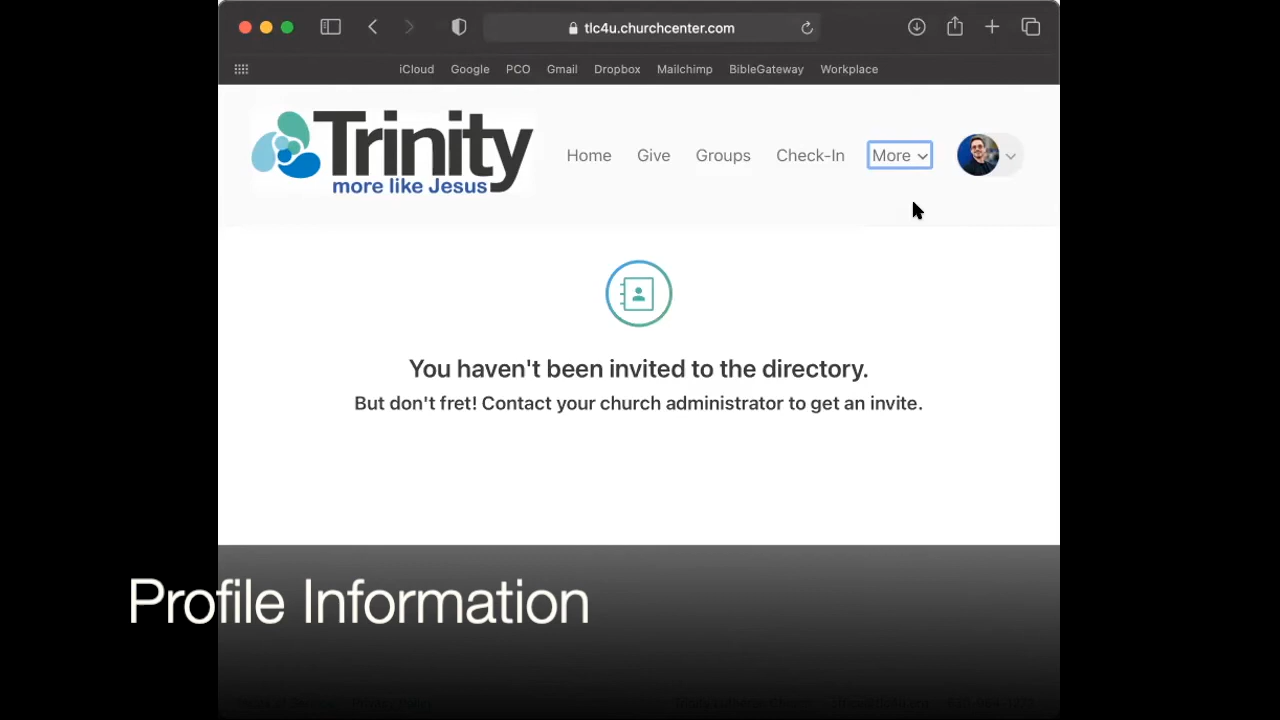 tlc4u.churchcenter.com
iCloud Google PCO Gmail Dropbox Mailchimp BibleGateway Workplace
Trinity
more like Jesus
Home Give Groups Check-In More
You haven't been invited to the directory.
But don't fret! Contact your church administrator to get an invite.
Profile Information